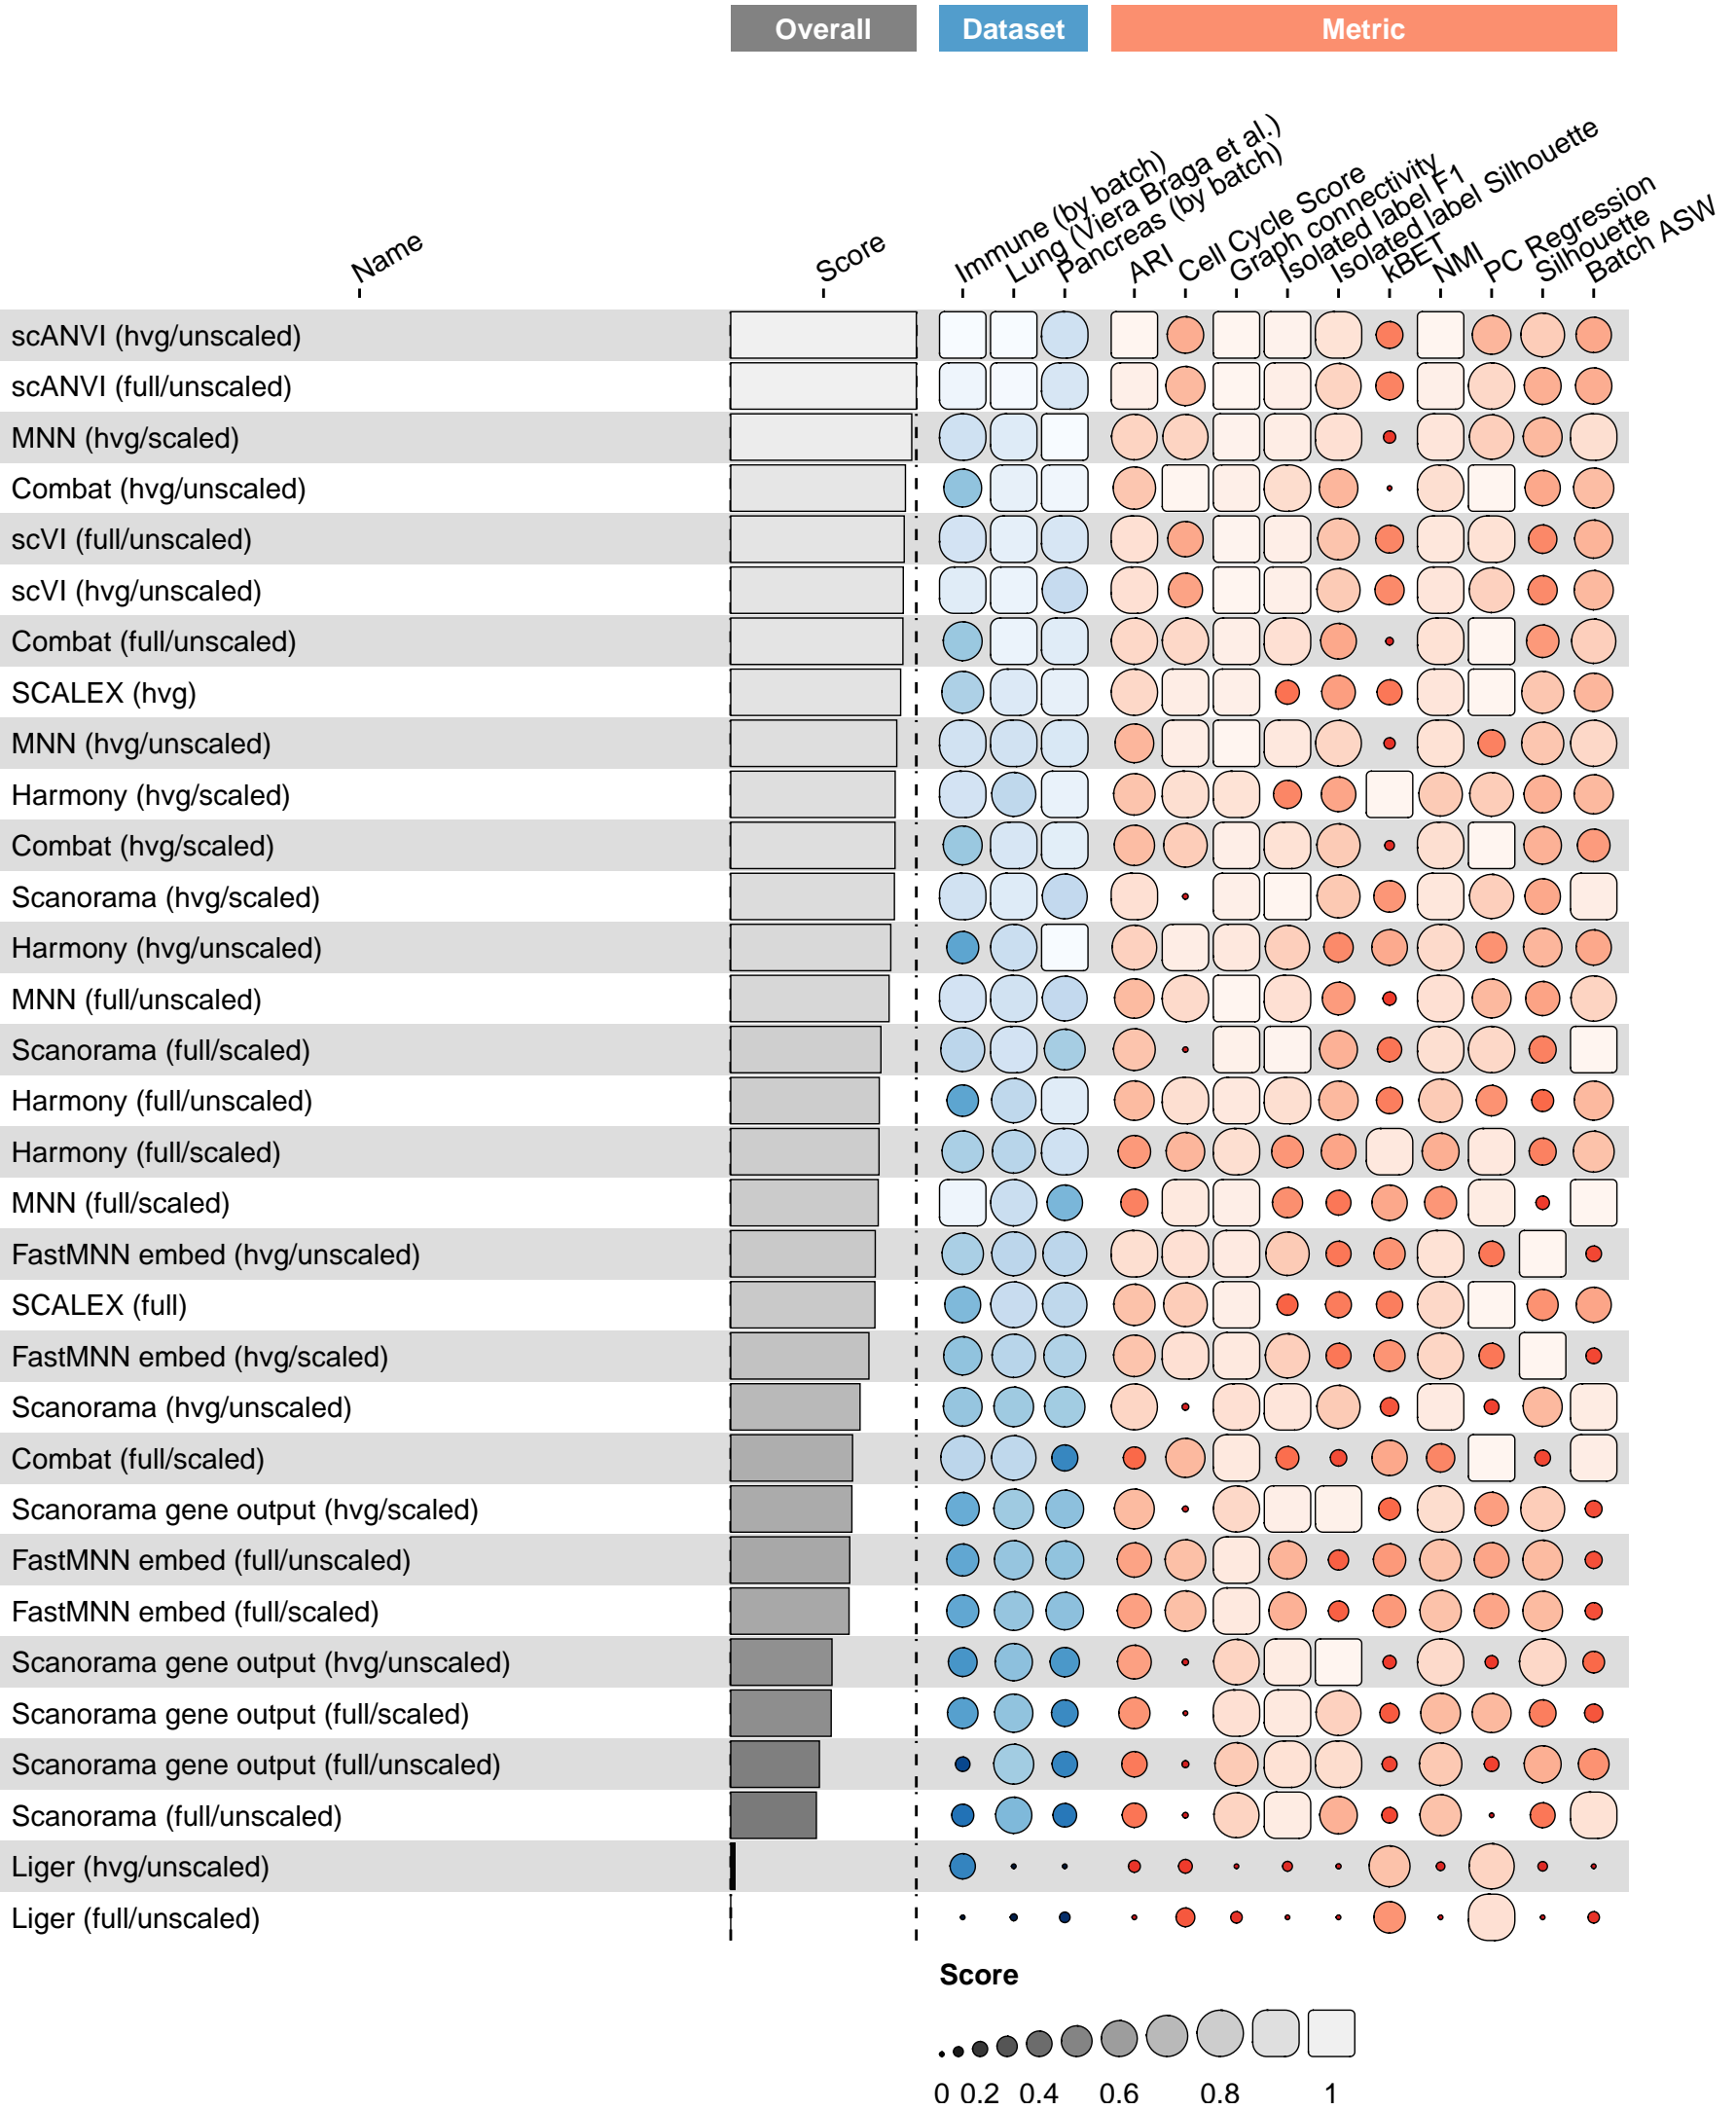 Overall
Dataset
Metric
Name
Score
Immune (by batch)
Lung (Viera Braga et al.)
Pancreas (by batch)
ARI
Cell Cycle Score
Graph connectivity
Isolated label F1
Isolated label Silhouette
kBET
NMI
PC Regression
Silhouette
Batch ASW
scANVI (hvg/unscaled)
scANVI (full/unscaled)
MNN (hvg/scaled)
Combat (hvg/unscaled)
scVI (full/unscaled)
scVI (hvg/unscaled)
Combat (full/unscaled)
SCALEX (hvg)
MNN (hvg/unscaled)
Harmony (hvg/scaled)
Combat (hvg/scaled)
Scanorama (hvg/scaled)
Harmony (hvg/unscaled)
MNN (full/unscaled)
Scanorama (full/scaled)
Harmony (full/unscaled)
Harmony (full/scaled)
MNN (full/scaled)
FastMNN embed (hvg/unscaled)
SCALEX (full)
FastMNN embed (hvg/scaled)
Scanorama (hvg/unscaled)
Combat (full/scaled)
Scanorama gene output (hvg/scaled)
FastMNN embed (full/unscaled)
FastMNN embed (full/scaled)
Scanorama gene output (hvg/unscaled)
Scanorama gene output (full/scaled)
Scanorama gene output (full/unscaled)
Scanorama (full/unscaled)
Liger (hvg/unscaled)
Liger (full/unscaled)
Score
0 0.2 0.4 0.6 0.8 1